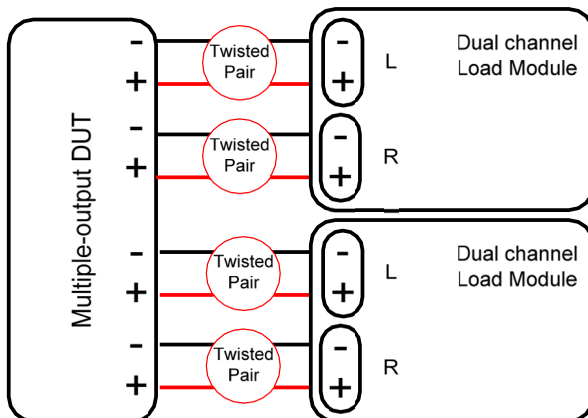 Multiple-output DUT
-
+
-
+
-
+
-
+
Twisted
Pair
Twisted
Pair
Twisted
Pair
Twisted
Pair
-
+
L
-
+
R
Dual channel
Load Module
-
+
L
-
+
R
Dual channel
Load Module